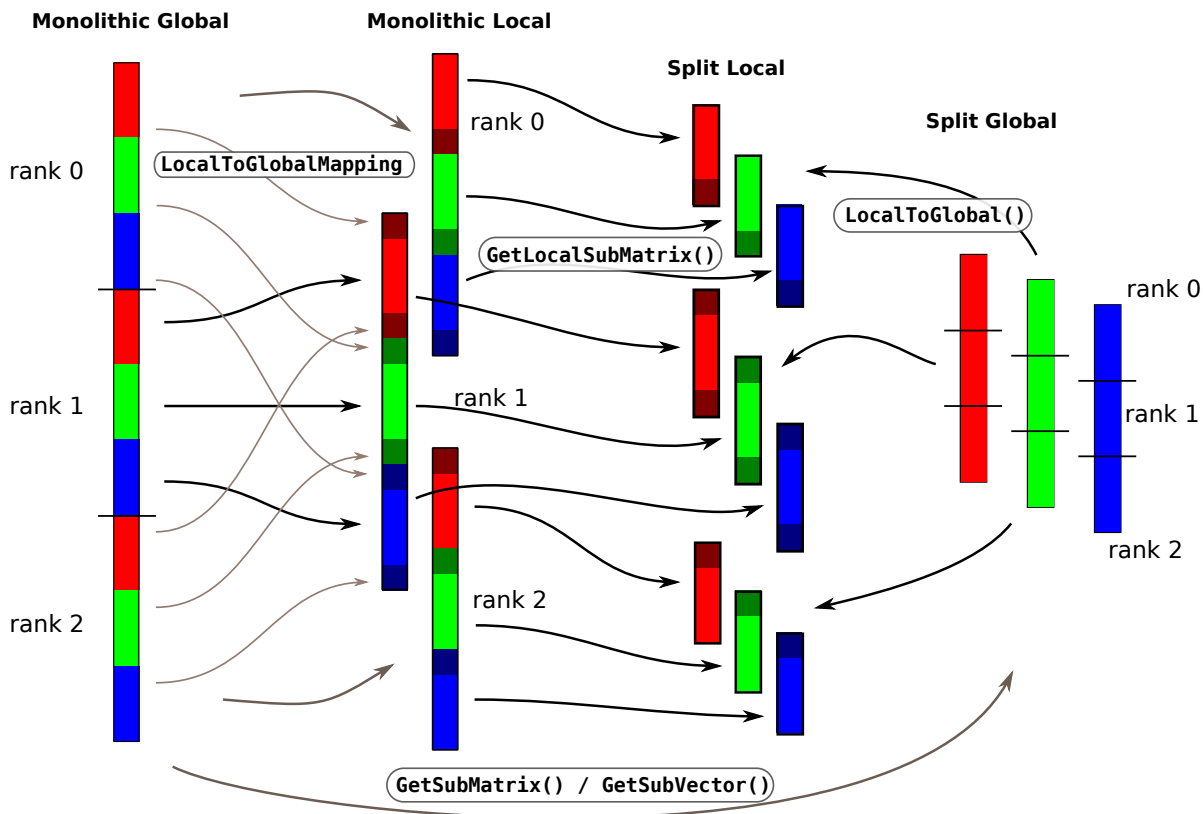 Monolithic Global
Monolithic Local
Split Local
Split Global
rank 0
rank 0
LocalToGlobalMapping
LocalToGlobal()
GetLocalSubMatrix()
rank 0
rank 1
rank 1
rank 1
rank 2
rank 2
rank 2
GetSubMatrix() / GetSubVector()